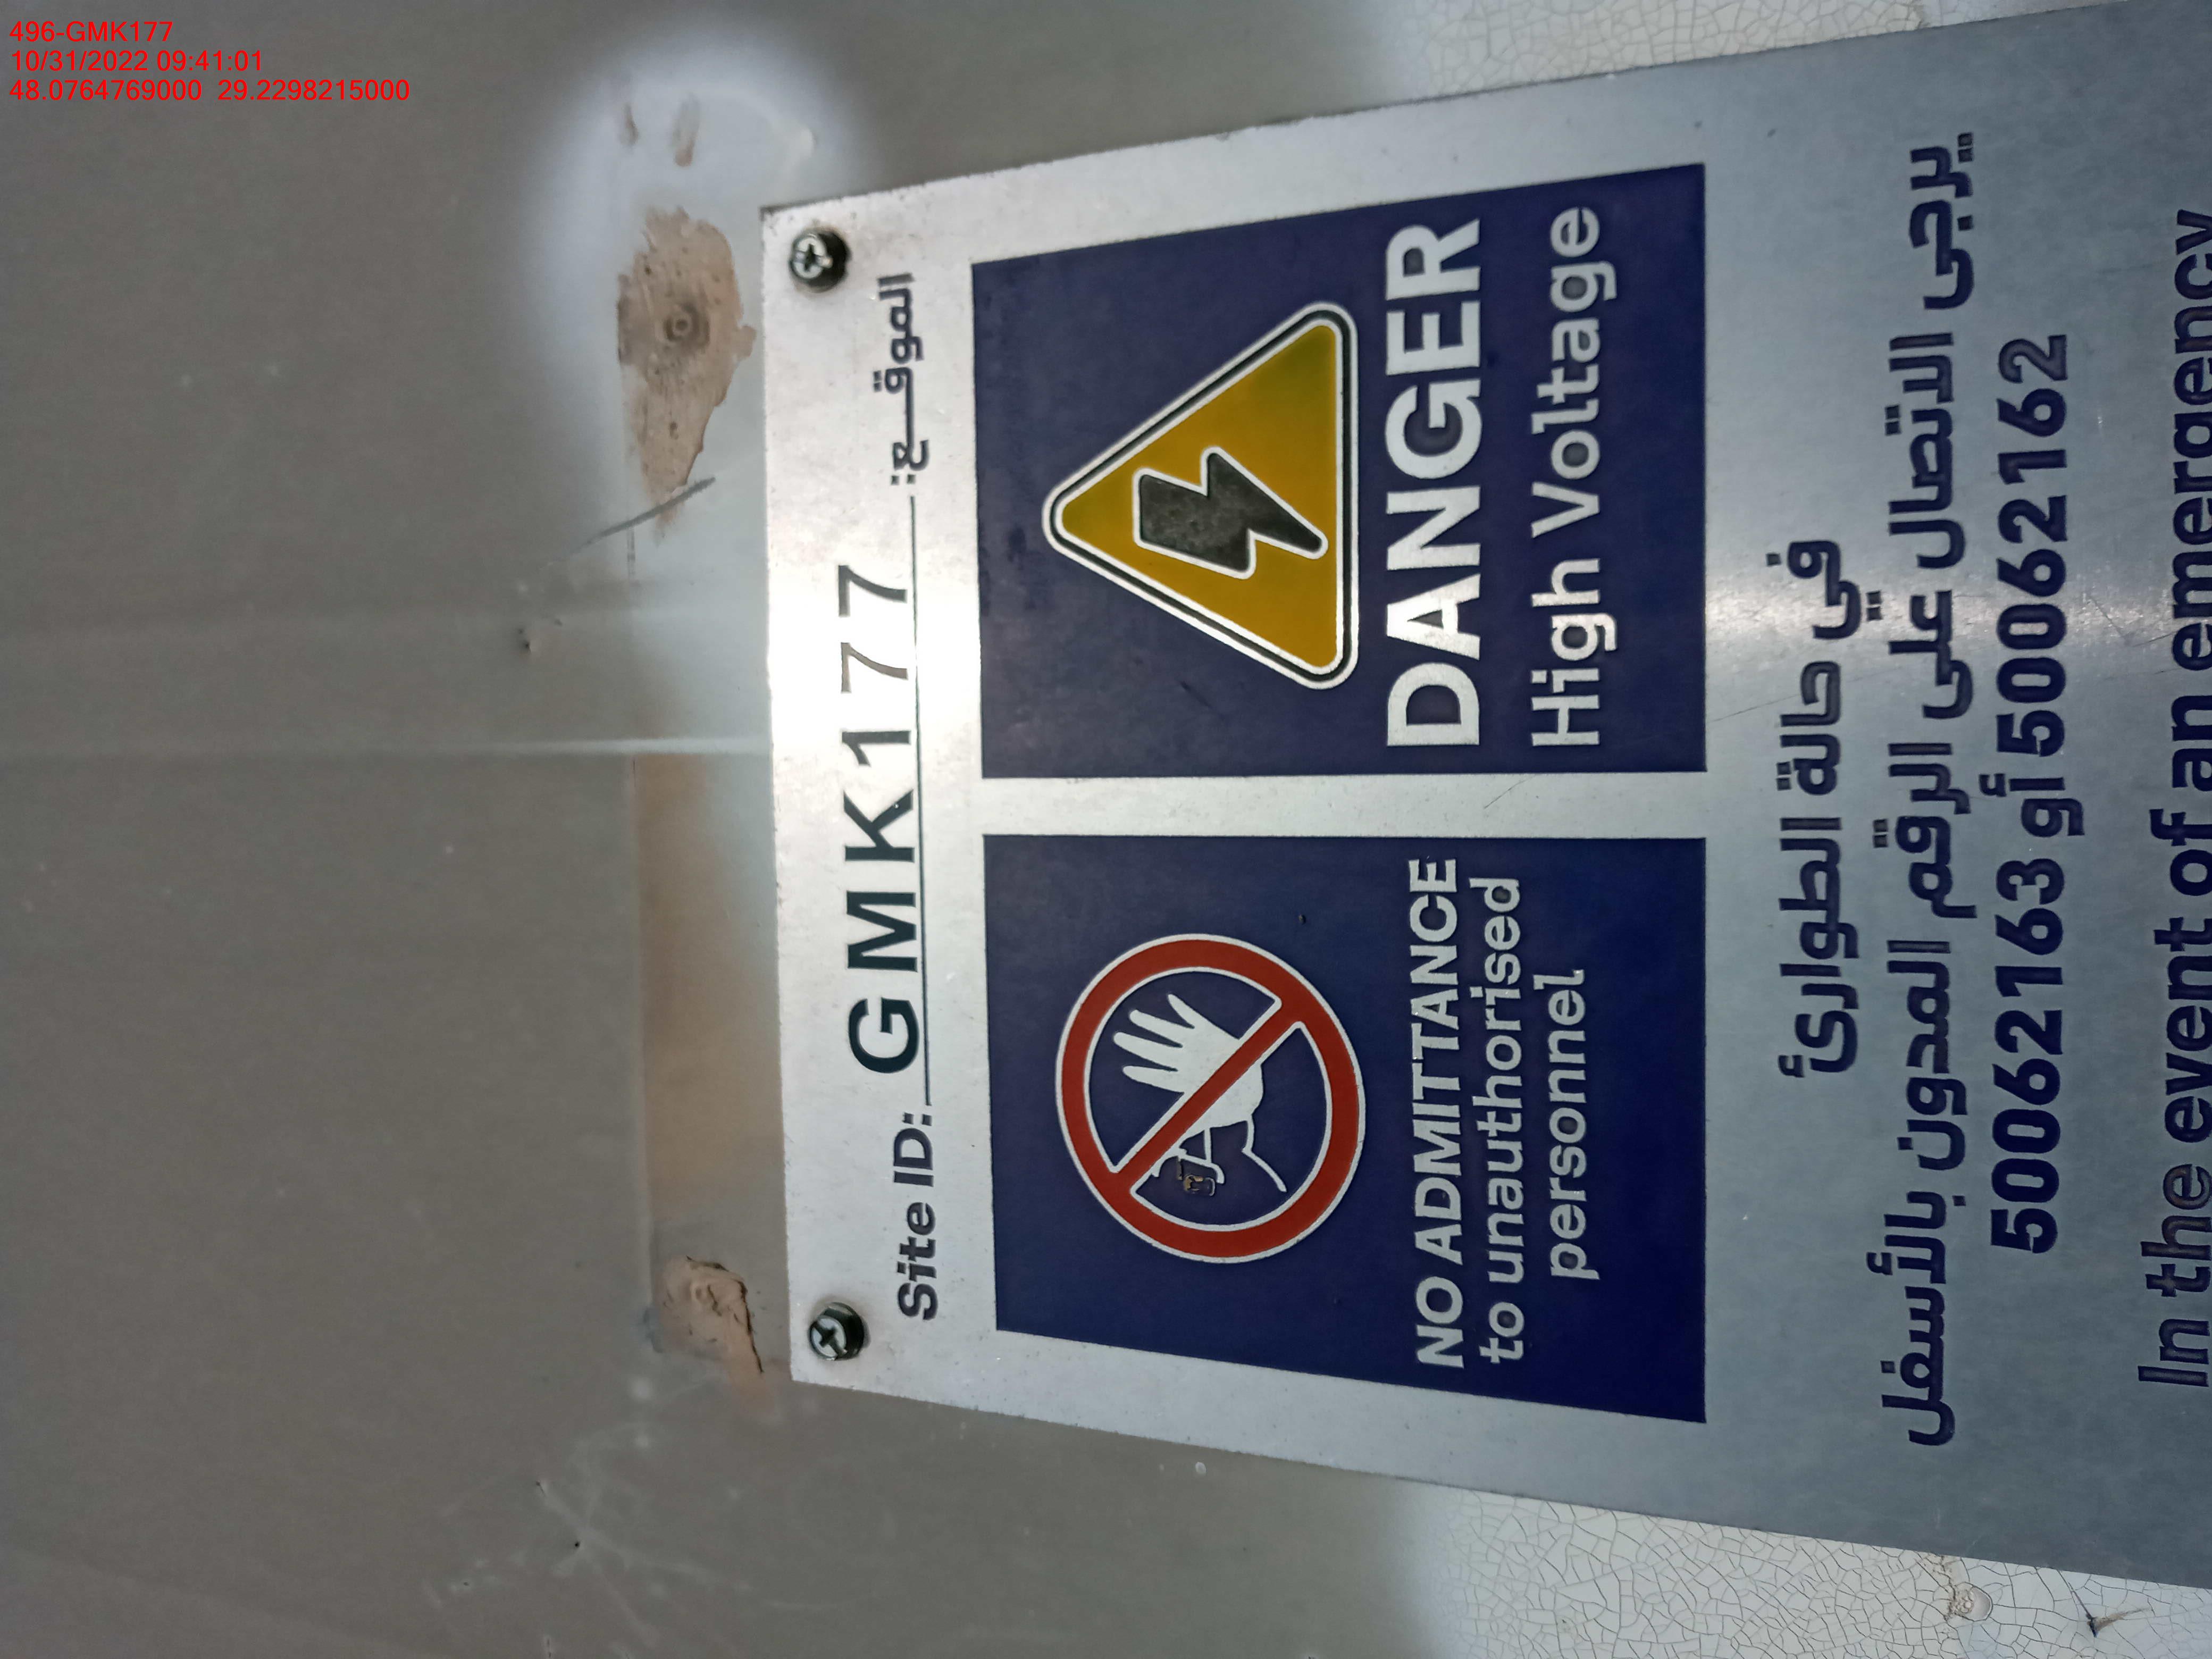 496-GMK177
10/31/2022 09:41:01
48.0764769000 29.2298215000
Site ID: GMK177 الموقع:
NO ADMITTANCE
to unauthorised
personnel
DANGER
High Voltage
في حالة الطوارئ
يرجى الاتصال على الرقم المدون بالأسفل
50062162 أو 50062163
In the event of an emergency